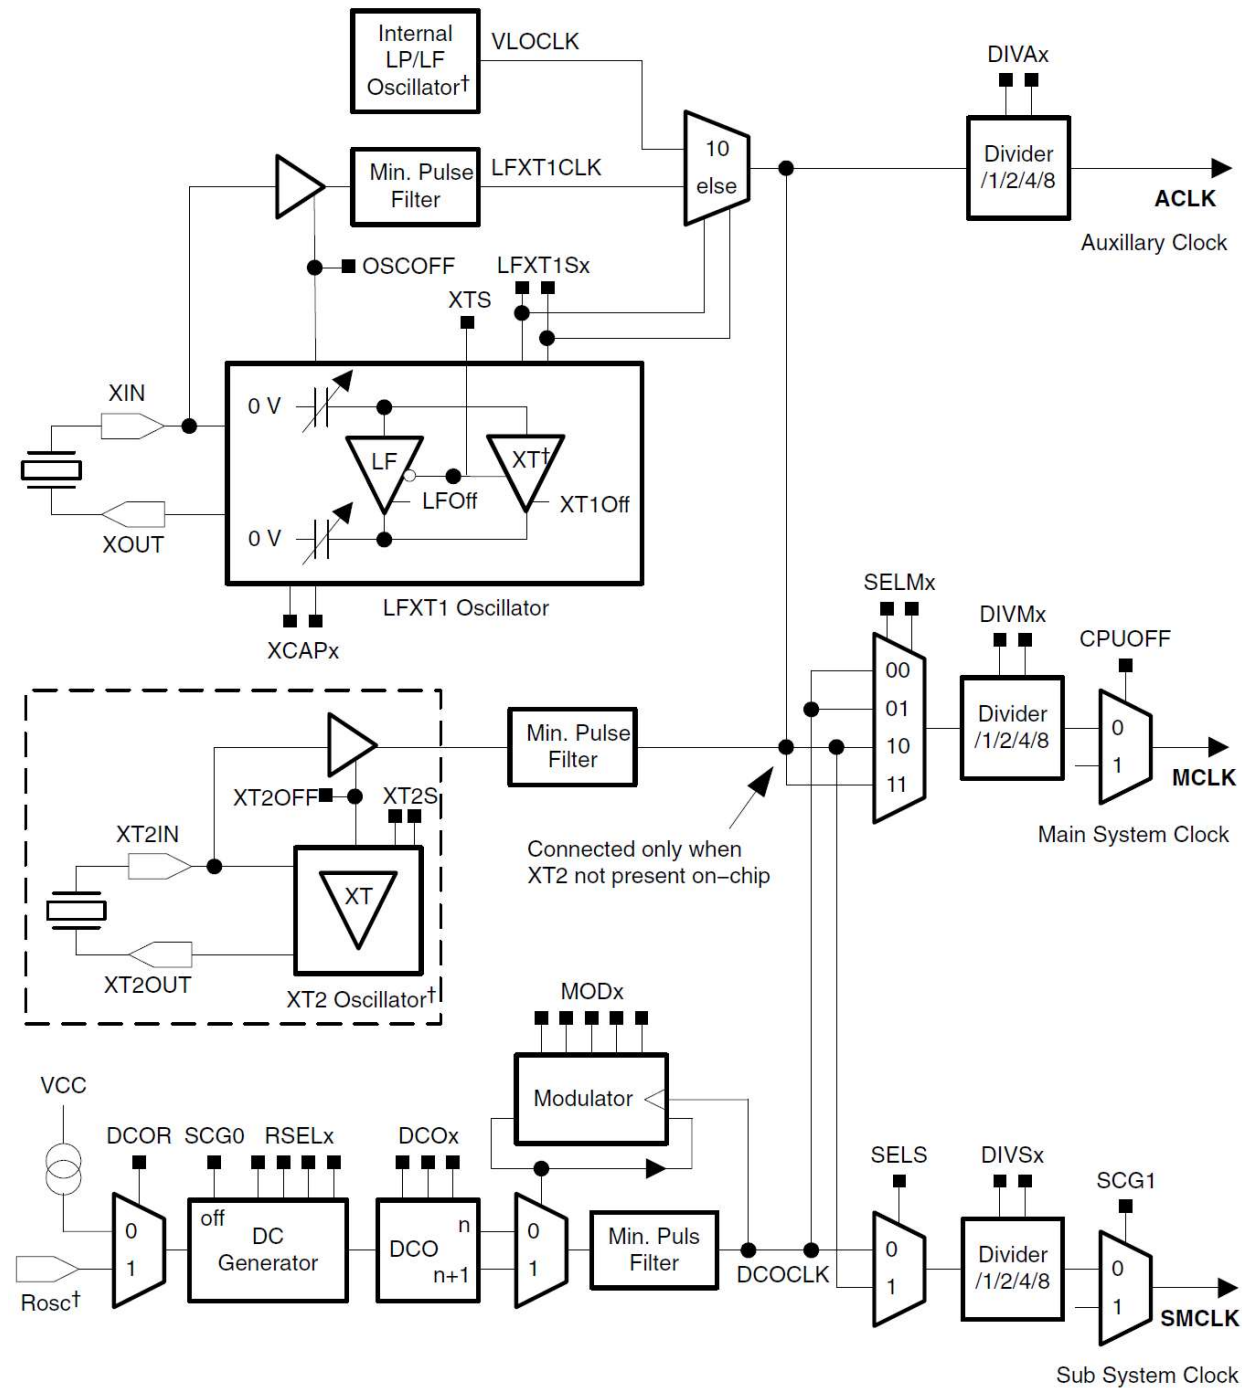 Internal
LP/LF
Oscillator†
VLOCLK
DIVAx
10
else
Divider
/1/2/4/8
ACLK
Auxillary Clock
Min. Pulse
Filter
LFXT1CLK
OSCOFF
LFXT1Sx
XTS
XIN
0 V
LF
XT†
LFOff
XT1Off
0 V
XOUT
LFXT1 Oscillator
XCAPx
SELMx
DIVMx
CPUOFF
00
01
10
11
Divider
/1/2/4/8
0
1
MCLK
Main System Clock
Min. Pulse
Filter
XT2OFF
XT2S
XT2IN
XT
XT2OUT
XT2 Oscillator†
Connected only when
XT2 not present on−chip
MODx
Modulator
VCC
DCOR
SCG0
RSELx
DCOx
0
1
off
DC
Generator
DCO
n
n+1
0
1
Min. Puls
Filter
DCOCLK
Rosc†
SELS
DIVSx
SCG1
0
1
Divider
/1/2/4/8
0
1
SMCLK
Sub System Clock